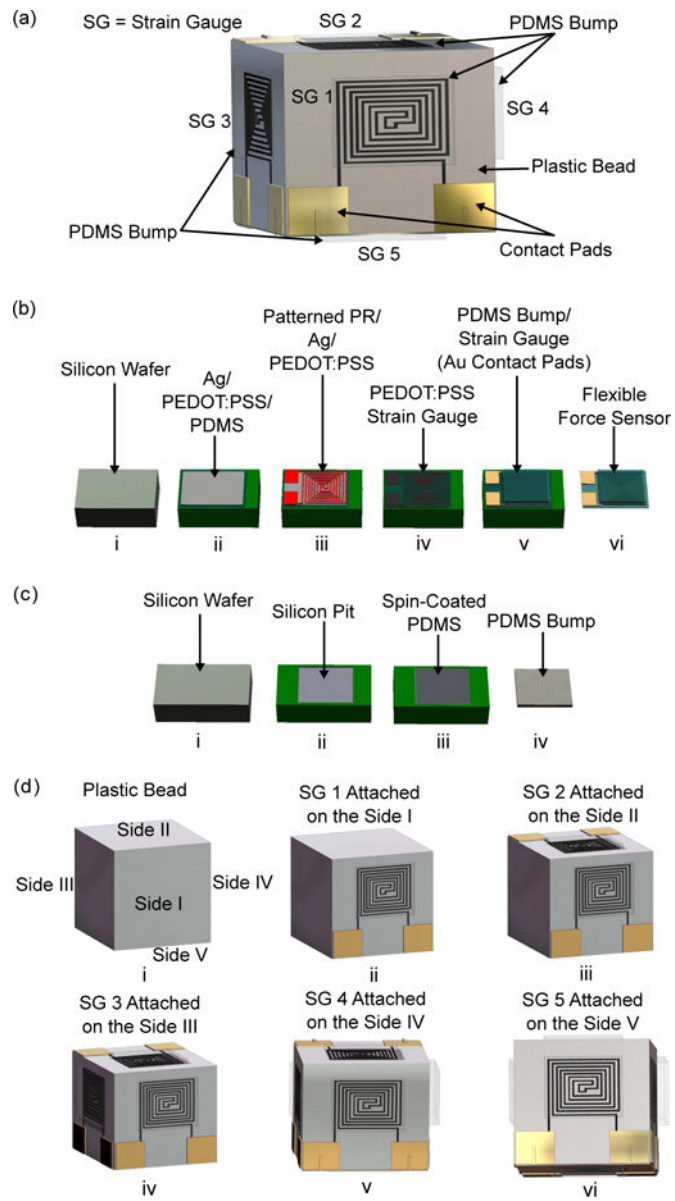 (a)
SG = Strain Gauge
SG 2
PDMS Bump
SG 1
SG 4
SG 3
Plastic Bead
PDMS Bump
SG 5
Contact Pads
(b)
Silicon Wafer
Ag/
PEDOT:PSS/
PDMS
Patterned PR/
Ag/
PEDOT:PSS
PEDOT:PSS
Strain Gauge
PDMS Bump/
Strain Gauge
(Au Contact Pads)
Flexible
Force Sensor
i
ii
iii
iv
v
vi
(c)
Silicon Wafer
Silicon Pit
Spin-Coated
PDMS
PDMS Bump
i
ii
iii
iv
(d)
Plastic Bead
Side II
Side III
Side I
Side IV
Side V
i
SG 1 Attached
on the Side I
ii
SG 2 Attached
on the Side II
iii
SG 3 Attached
on the Side III
iv
SG 4 Attached
on the Side IV
v
SG 5 Attached
on the Side V
vi